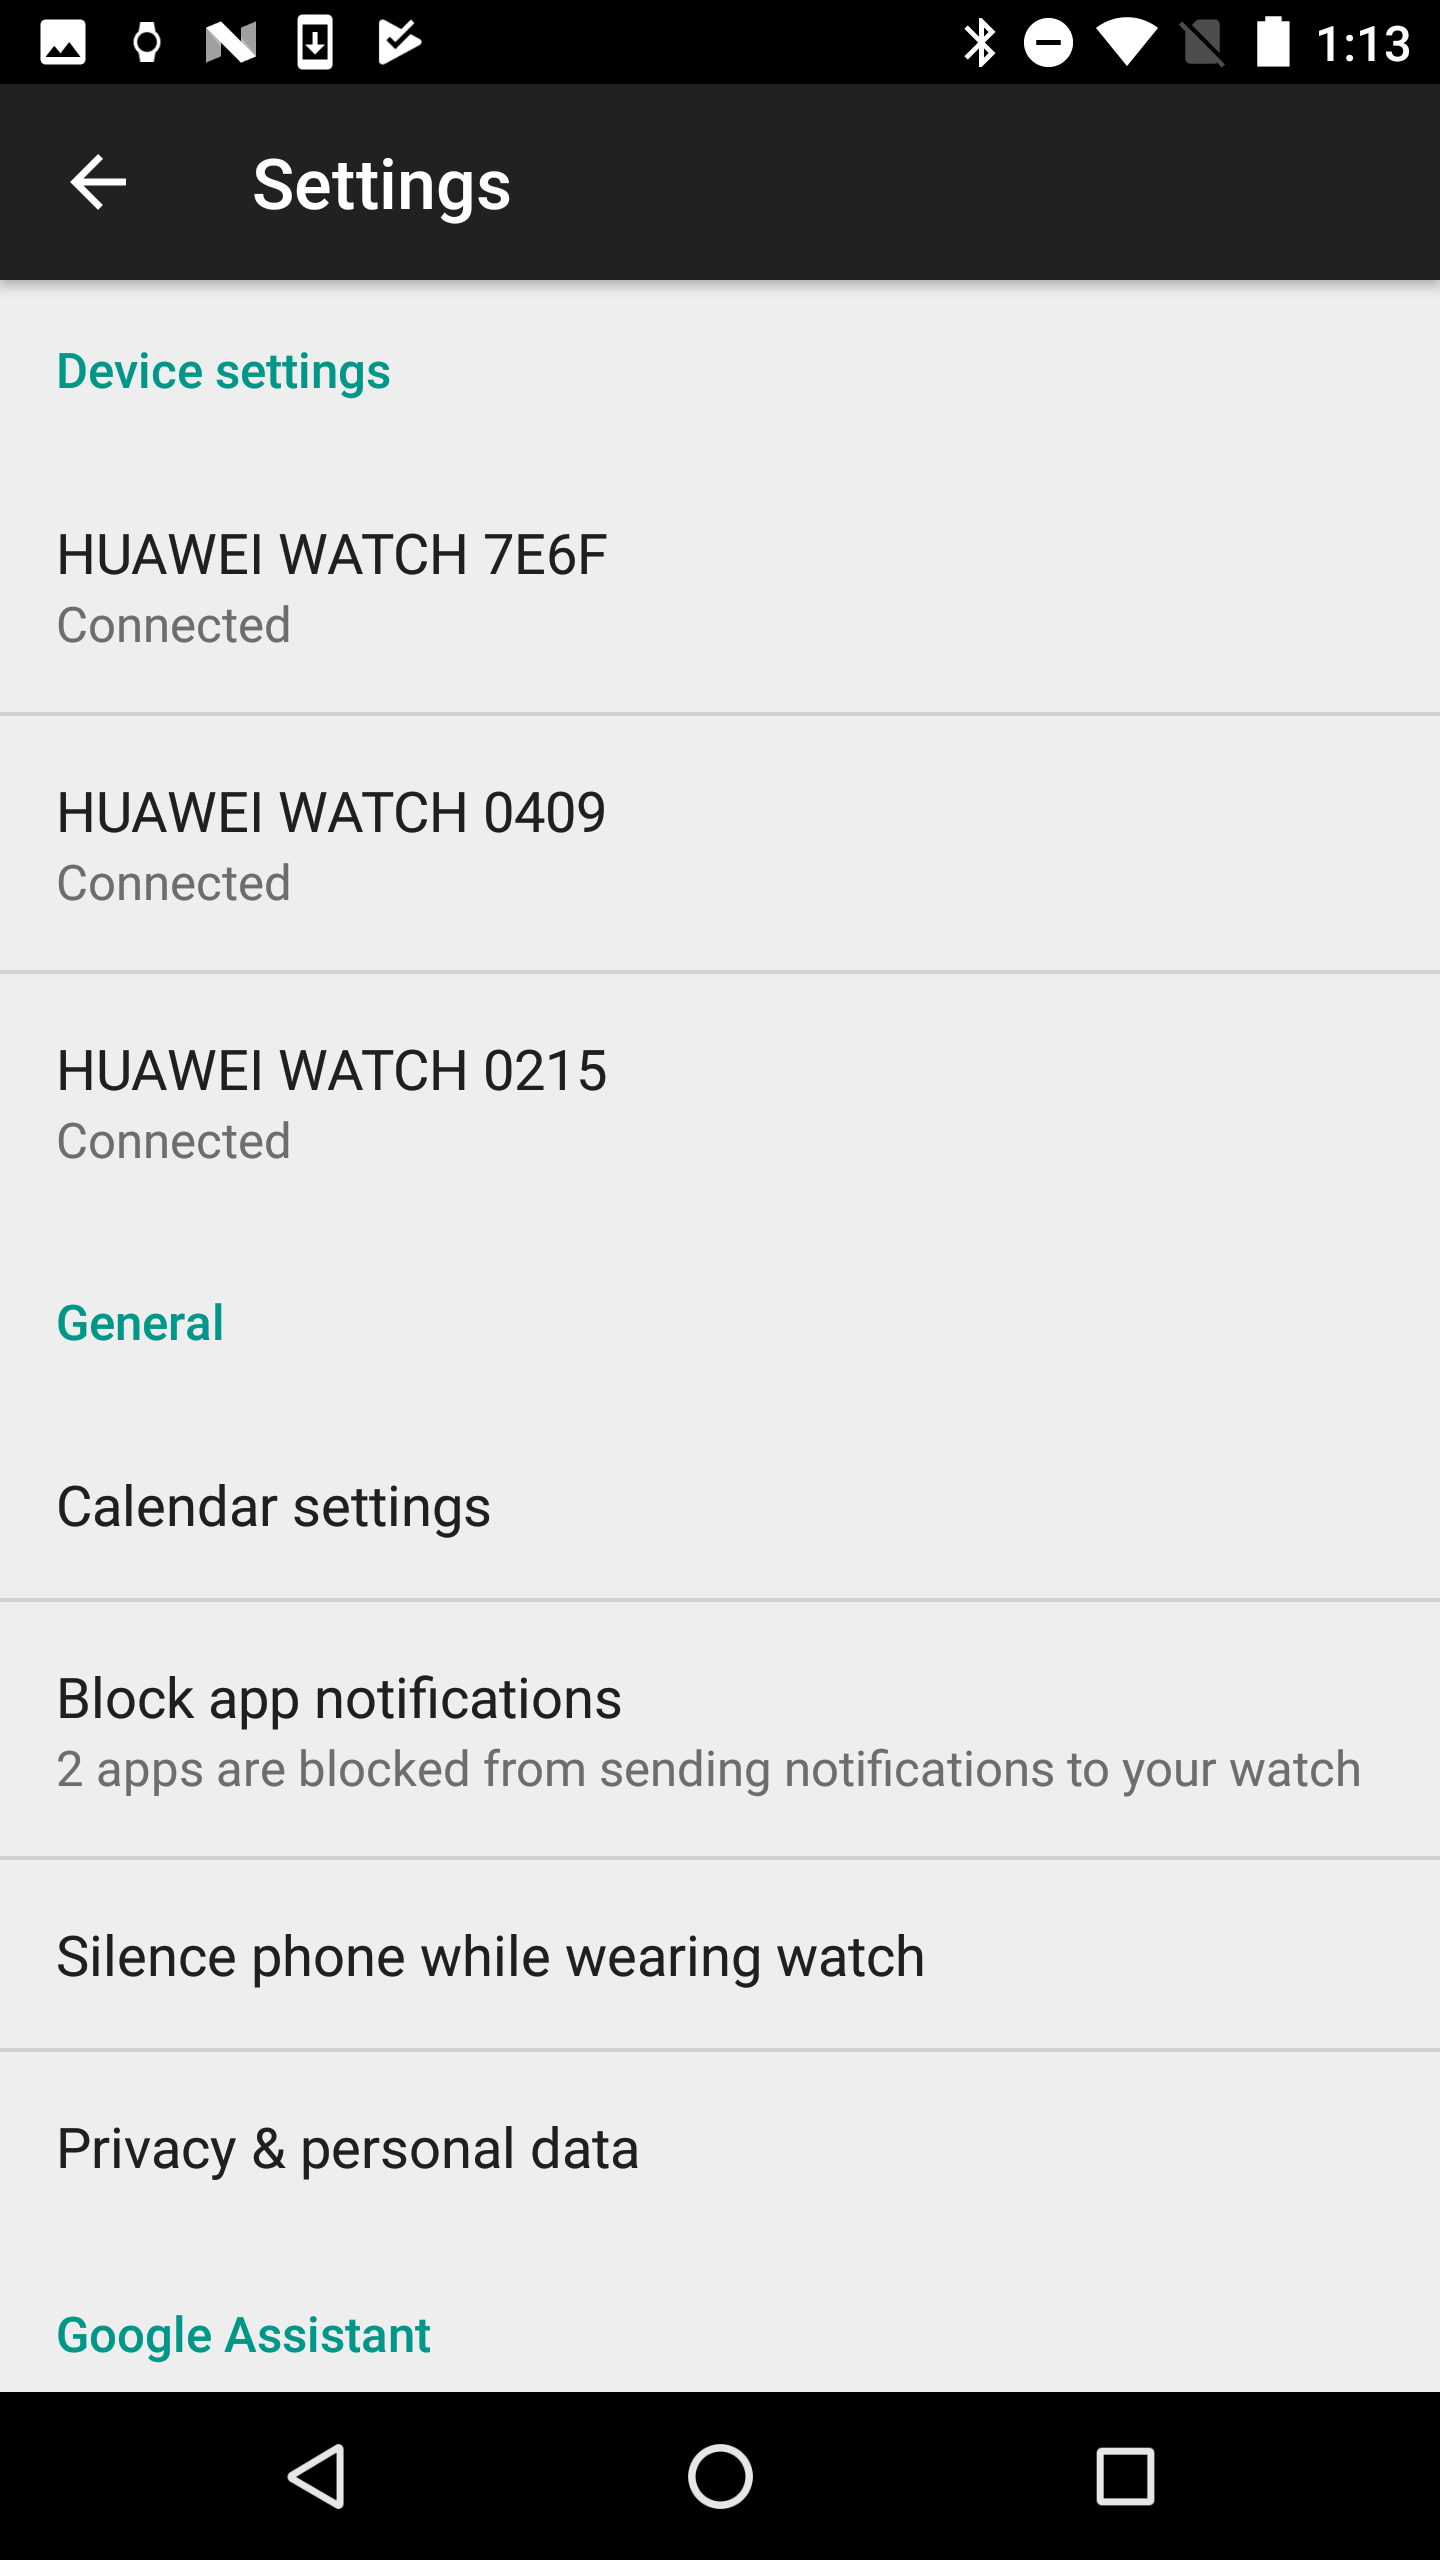 1:13
Settings
Device settings
HUAWEI WATCH 7E6F
Connected
HUAWEI WATCH 0409
Connected
HUAWEI WATCH 0215
Connected
General
Calendar settings
Block app notifications
2 apps are blocked from sending notifications to your watch
Silence phone while wearing watch
Privacy & personal data
Google Assistant